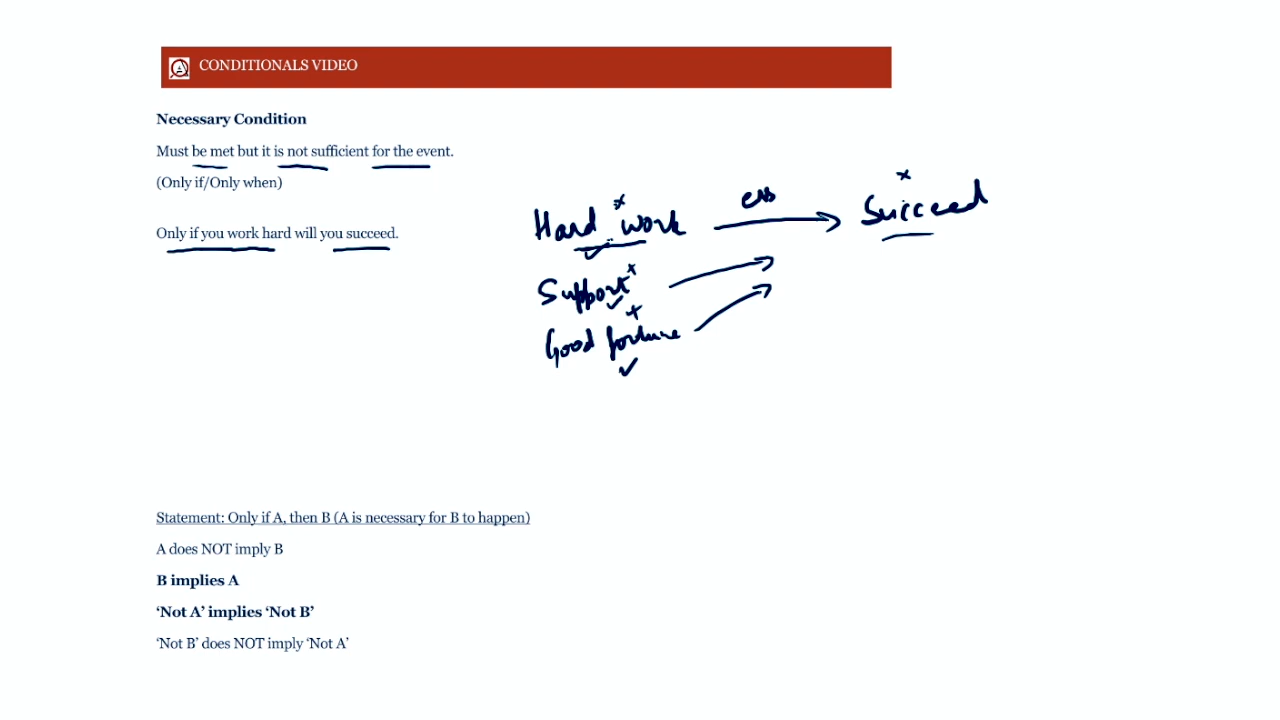 CONDITIONALS VIDEO
Necessary Condition
Must be met but it is not sufficient for the event.
(Only if/Only when)
Only if you work hard will you succeed.
Hard work ess Succeed
Support
Good fortune
Statement: Only if A, then B (A is necessary for B to happen)
A does NOT imply B
B implies A
‘Not A’ implies ‘Not B’
‘Not B’ does NOT imply ‘Not A’